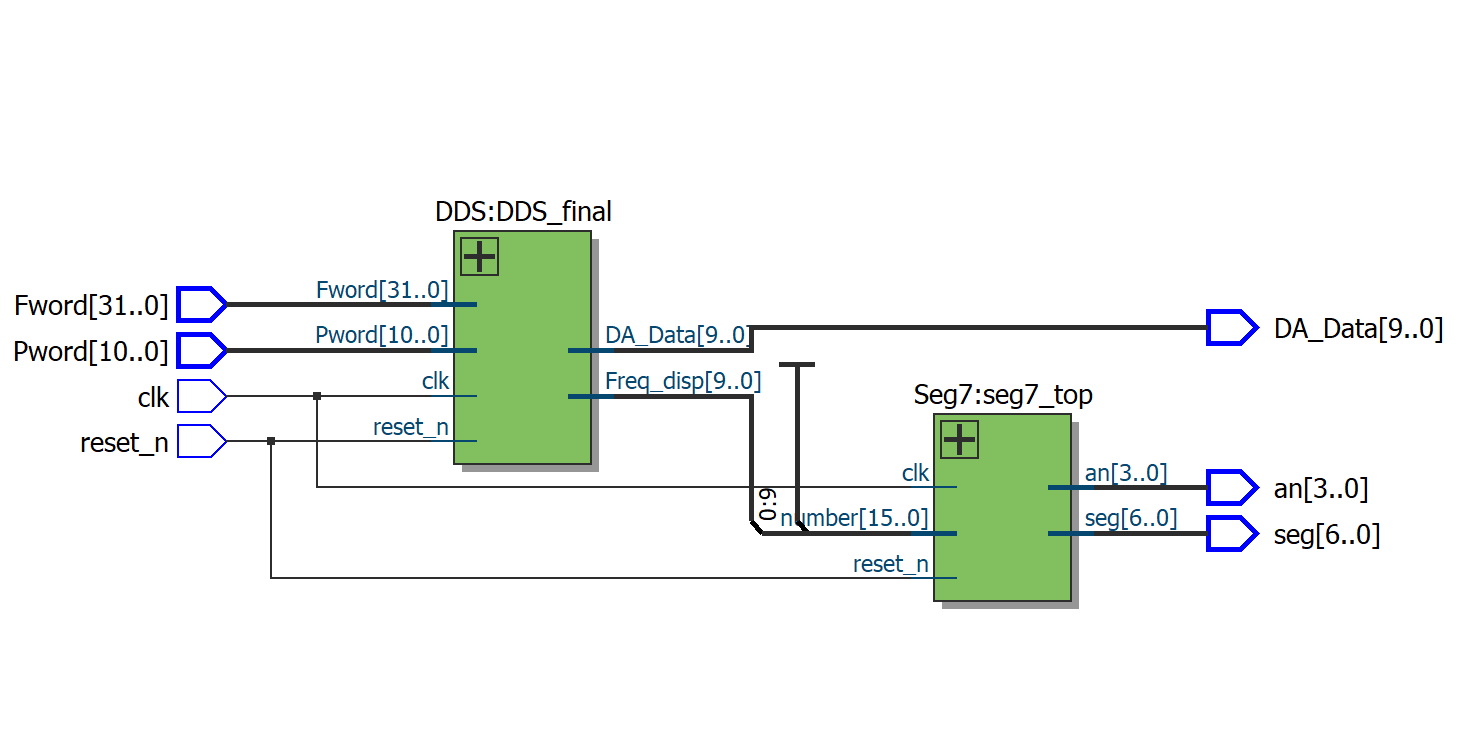 DDS:DDS_final
Fword[31..0]
Fword[31..0]
Pword[10..0]
Pword[10..0]
DA_Data[9..0]
DA_Data[9..0]
clk
clk
Freq_disp[9..0]
reset_n
reset_n
Seg7:seg7_top
clk
an[3..0]
an[3..0]
9:0
number[15..0]
seg[6..0]
seg[6..0]
reset_n